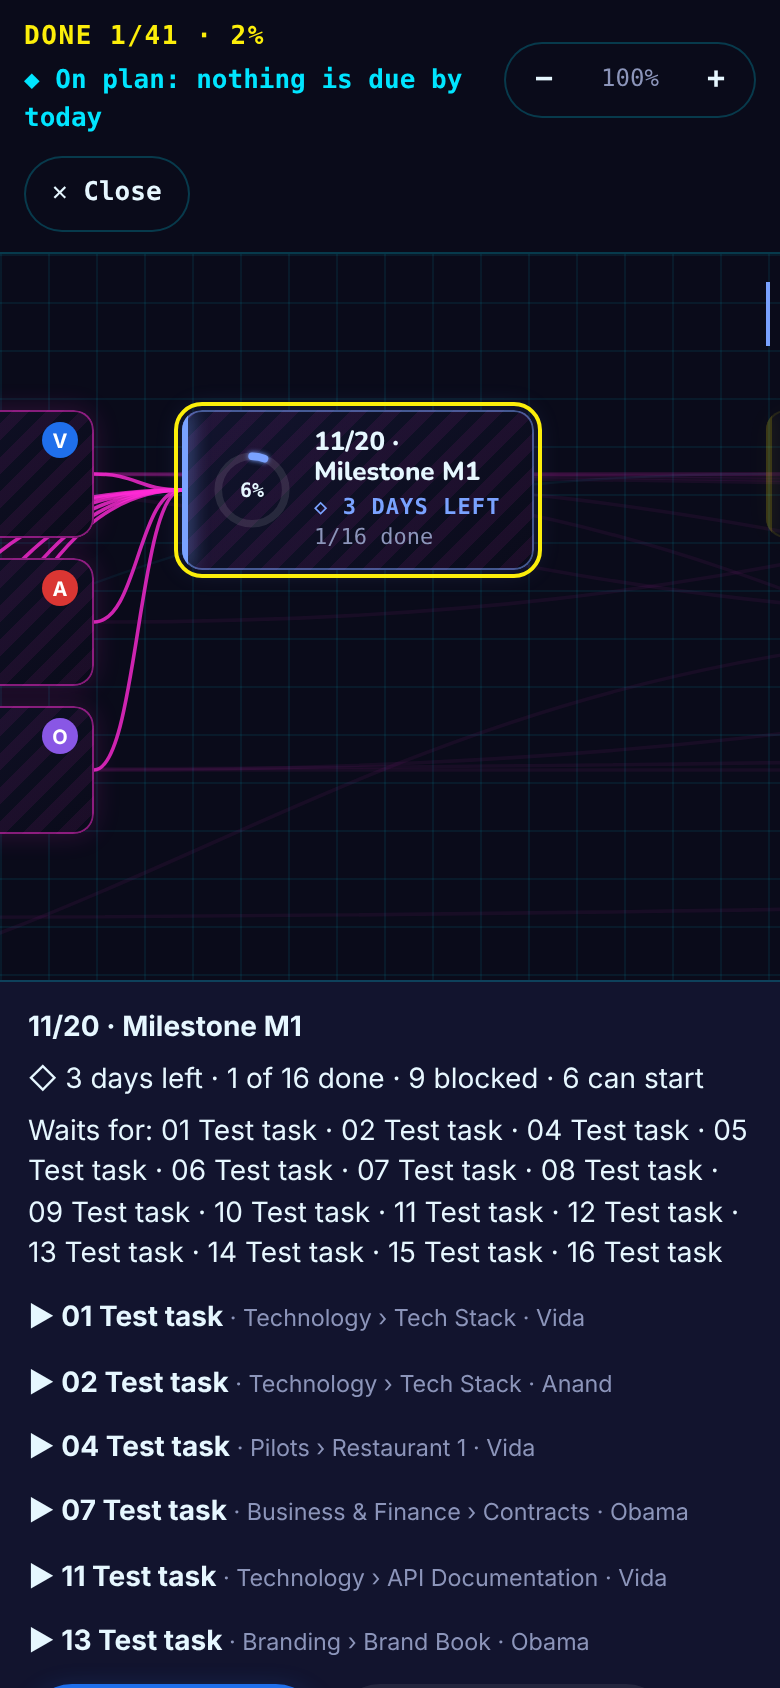 DONE 1/41 · 2%
◆ On plan: nothing is due by
today
− 100% +
× Close
V
11/20 ·
Milestone M1
6%
◇ 3 DAYS LEFT
1/16 done
A
O
11/20 · Milestone M1
◇ 3 days left · 1 of 16 done · 9 blocked · 6 can start
Waits for: 01 Test task · 02 Test task · 04 Test task · 05
Test task · 06 Test task · 07 Test task · 08 Test task ·
09 Test task · 10 Test task · 11 Test task · 12 Test task ·
13 Test task · 14 Test task · 15 Test task · 16 Test task
▶ 01 Test task · Technology › Tech Stack · Vida
▶ 02 Test task · Technology › Tech Stack · Anand
▶ 04 Test task · Pilots › Restaurant 1 · Vida
▶ 07 Test task · Business & Finance › Contracts · Obama
▶ 11 Test task · Technology › API Documentation · Vida
▶ 13 Test task · Branding › Brand Book · Obama